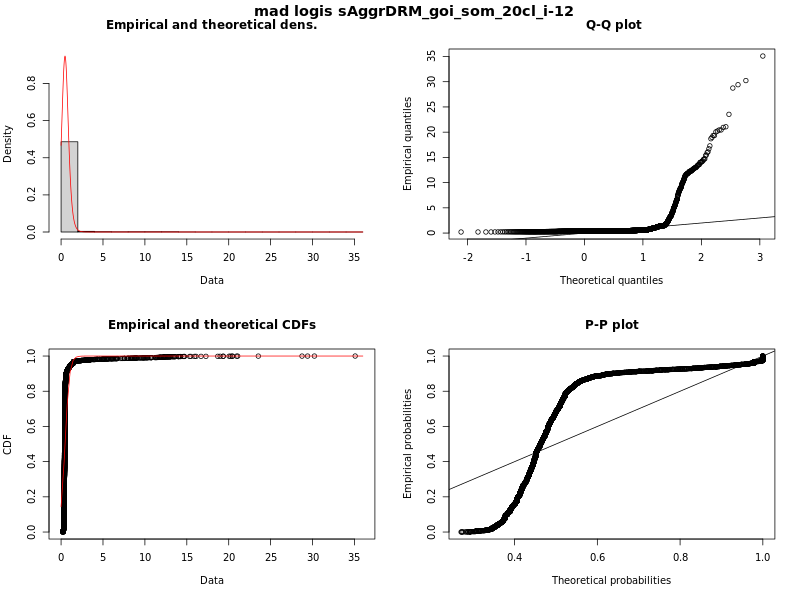 mad logis sAggrDRM_goi_som_20cl_i-12
Empirical and theoretical dens.
Density
0.0 0.2 0.4 0.6 0.8
0 5 10 15 20 25 30 35
Data
Q-Q plot
Empirical quantiles
0 5 10 15 20 25 30 35
-2 -1 0 1 2 3
Theoretical quantiles
Empirical and theoretical CDFs
CDF
0.0 0.2 0.4 0.6 0.8 1.0
0 5 10 15 20 25 30 35
Data
P-P plot
Empirical probabilities
0.0 0.2 0.4 0.6 0.8 1.0
0.4 0.6 0.8 1.0
Theoretical probabilities